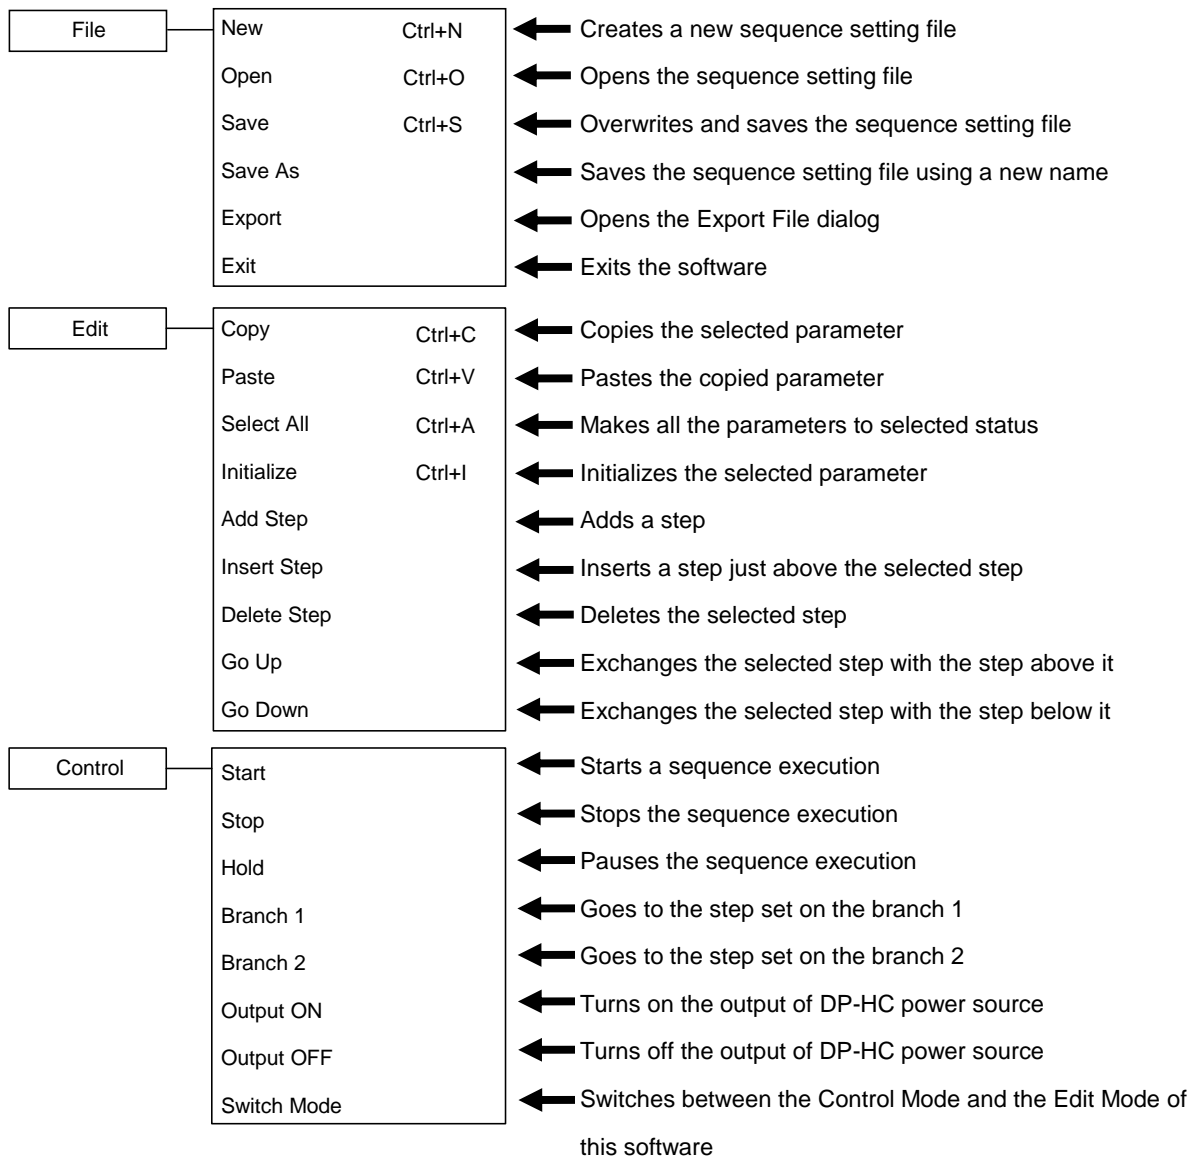 File
New Ctrl+N Creates a new sequence setting file
Open Ctrl+O Opens the sequence setting file
Save Ctrl+S Overwrites and saves the sequence setting file
Save As Saves the sequence setting file using a new name
Export Opens the Export File dialog
Exit Exits the software
Edit
Copy Ctrl+C Copies the selected parameter
Paste Ctrl+V Pastes the copied parameter
Select All Ctrl+A Makes all the parameters to selected status
Initialize Ctrl+I Initializes the selected parameter
Add Step Adds a step
Insert Step Inserts a step just above the selected step
Delete Step Deletes the selected step
Go Up Exchanges the selected step with the step above it
Go Down Exchanges the selected step with the step below it
Control
Start Starts a sequence execution
Stop Stops the sequence execution
Hold Pauses the sequence execution
Branch 1 Goes to the step set on the branch 1
Branch 2 Goes to the step set on the branch 2
Output ON Turns on the output of DP-HC power source
Output OFF Turns off the output of DP-HC power source
Switch Mode Switches between the Control Mode and the Edit Mode of
this software